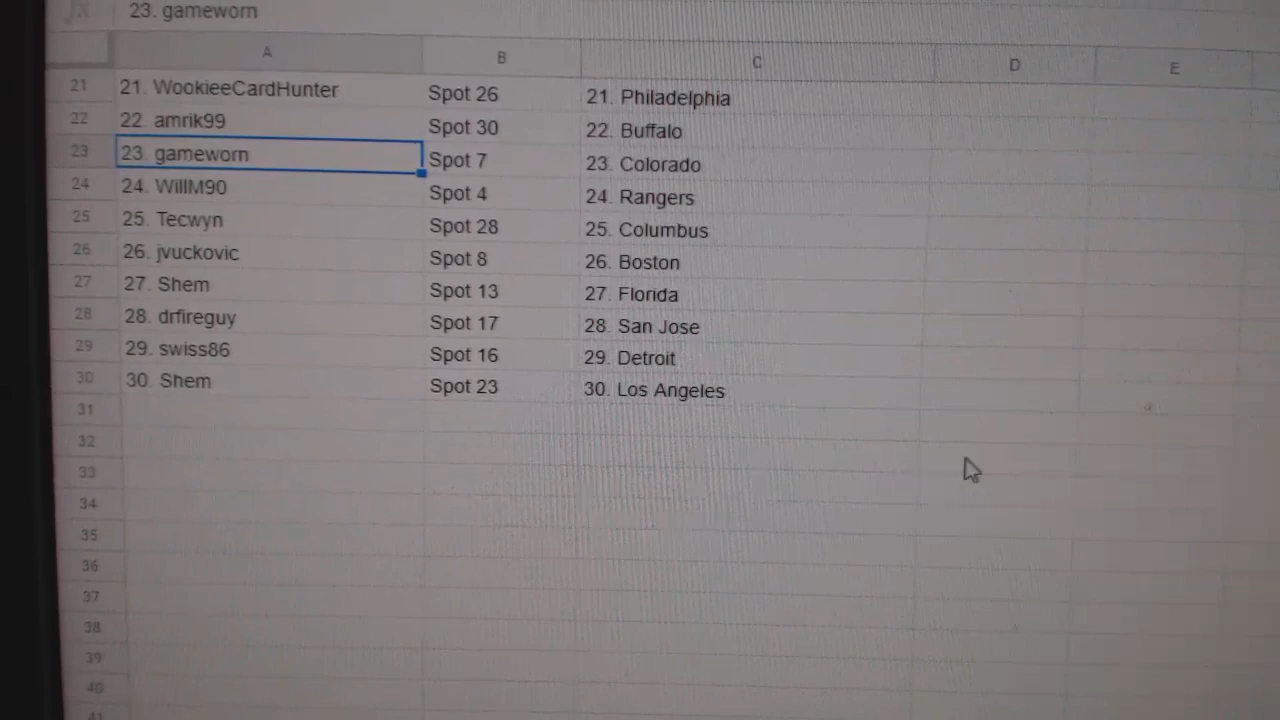 23. gameworn
A B C D E
21 21. WookieeCardHunter Spot 26 21. Philadelphia
22 22. amrik99 Spot 30 22. Buffalo
23 23. gameworn Spot 7 23. Colorado
24 24. WillM90 Spot 4 24. Rangers
25 25. Tecwyn Spot 28 25. Columbus
26 26. jvuckovic Spot 8 26. Boston
27 27. Shem Spot 13 27. Florida
28 28. drfireguy Spot 17 28. San Jose
29 29. swiss86 Spot 16 29. Detroit
30 30. Shem Spot 23 30. Los Angeles
31
32
33
34
35
36
37
38
39
40